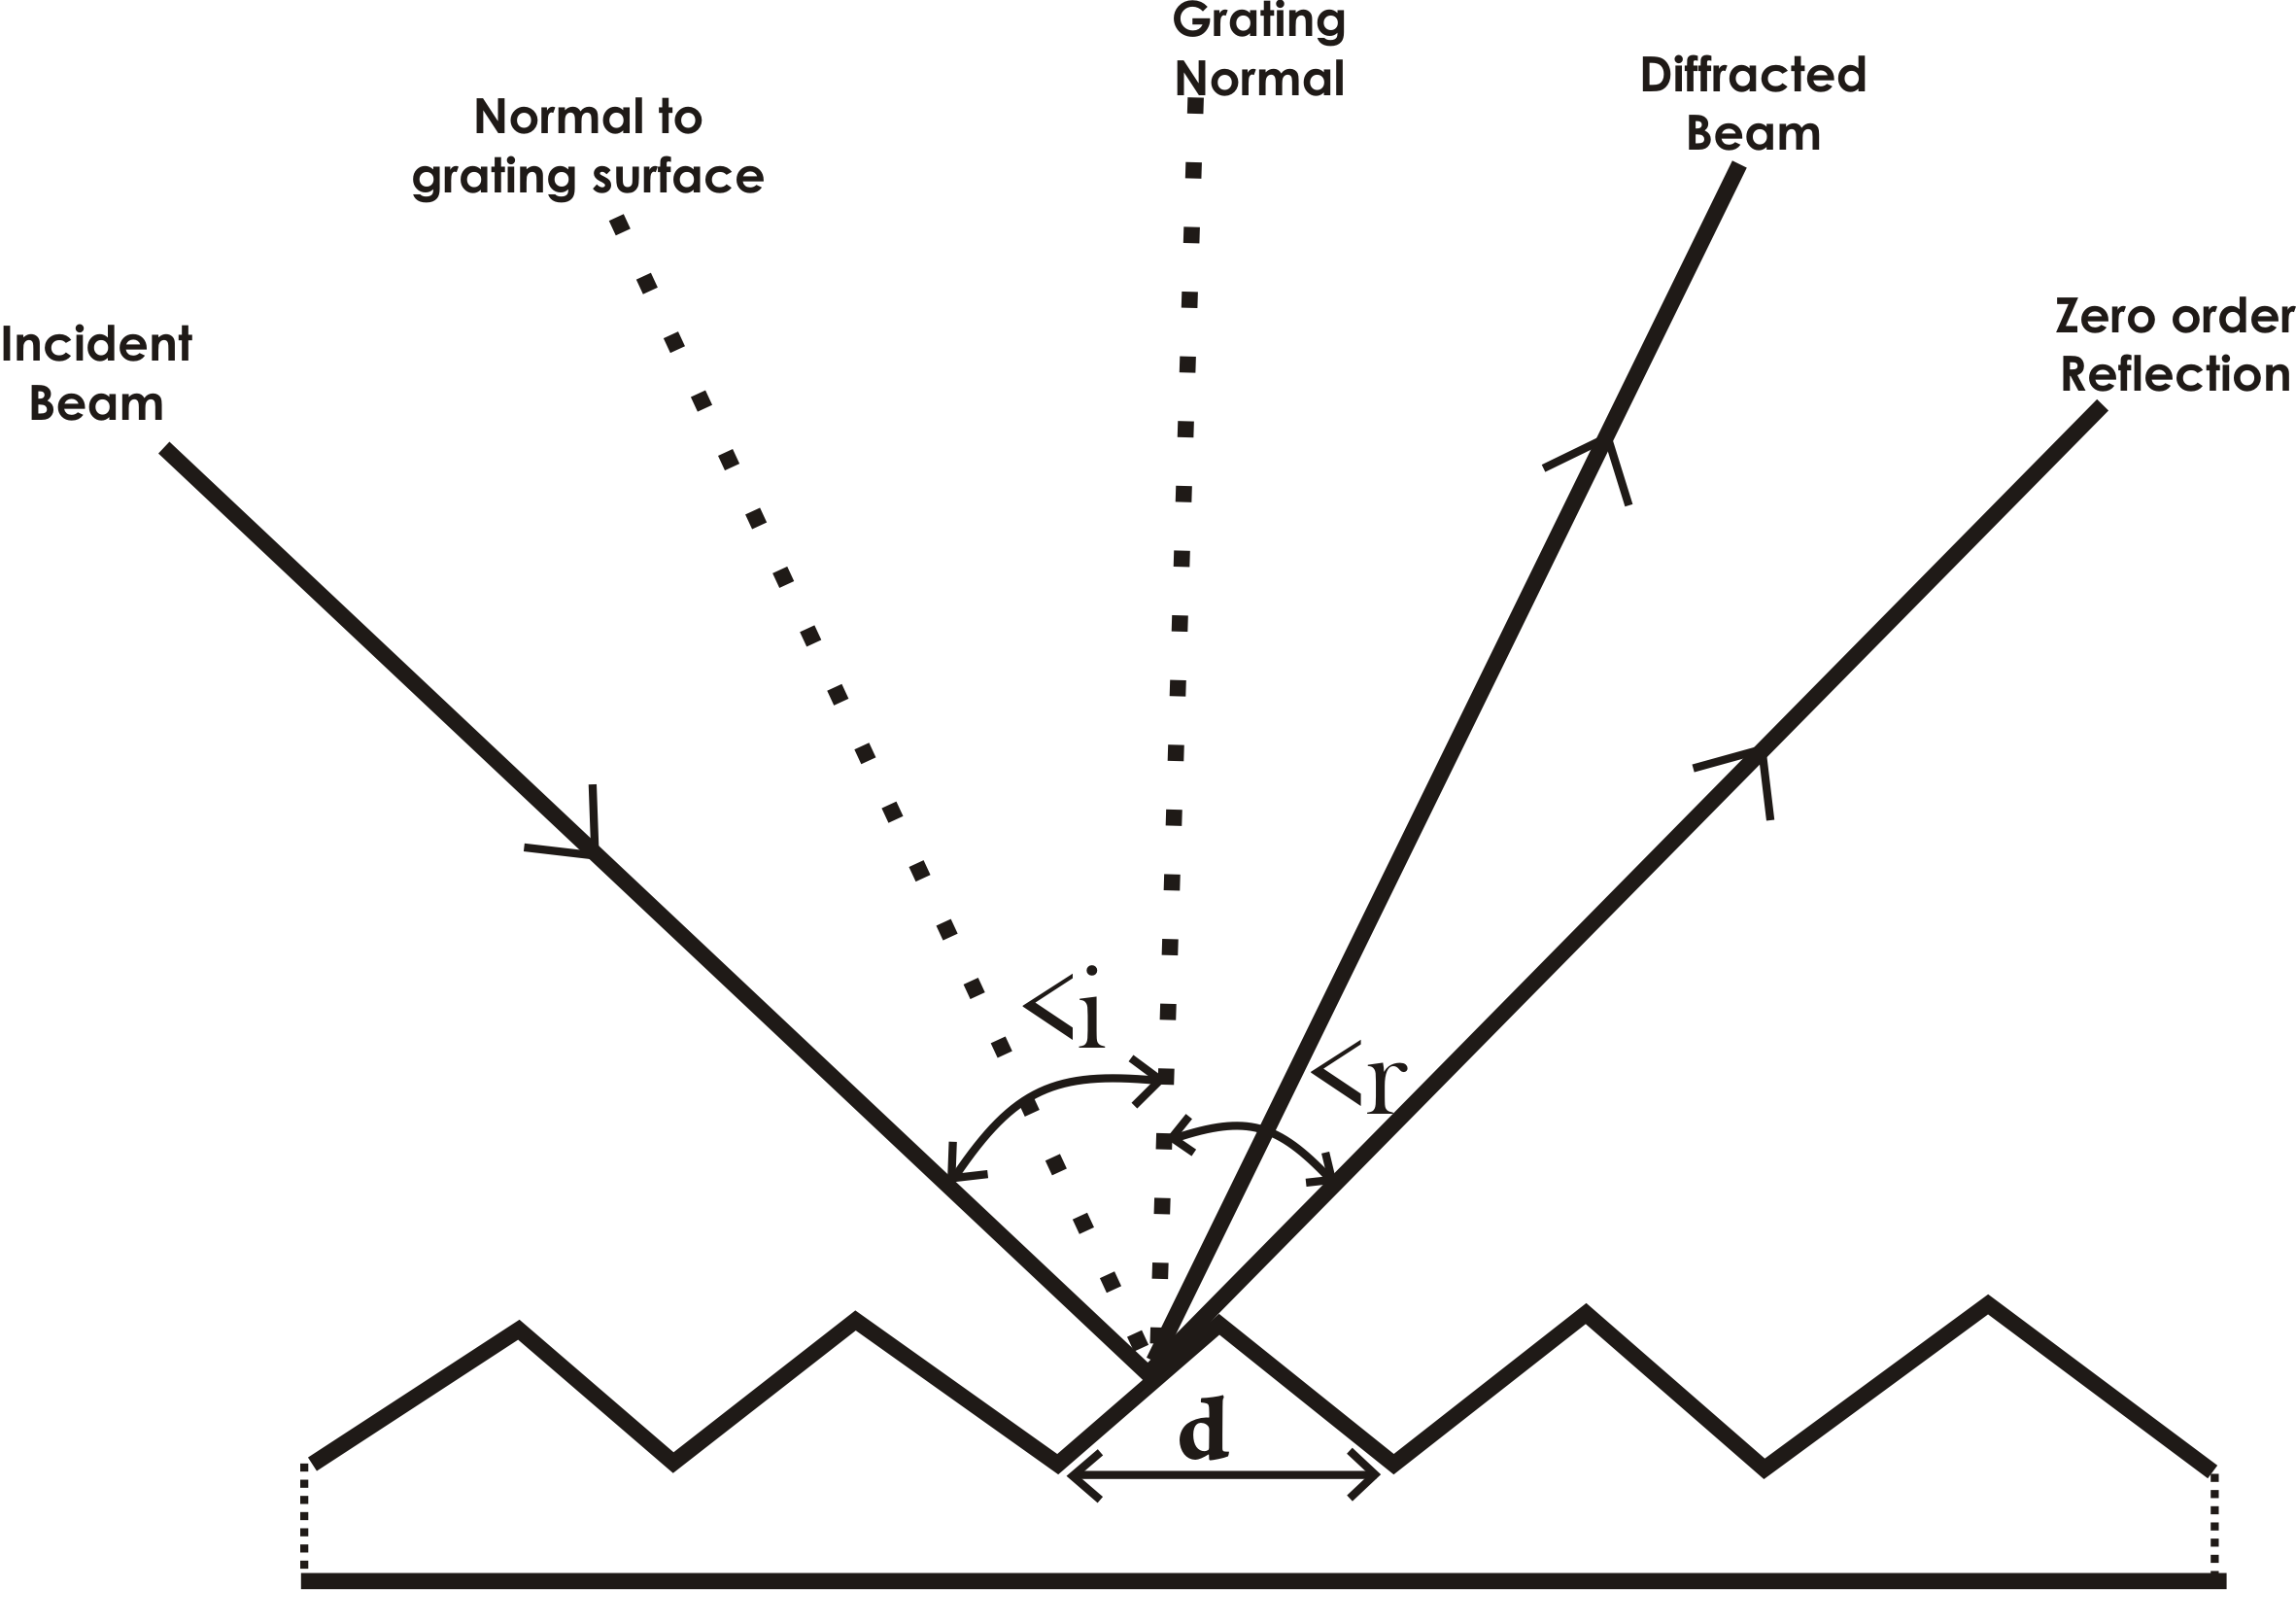 Grating
Normal
Diffracted
Beam
Normal to
grating surface
Zero order
Reflection
Incident
Beam
<i
<r
d